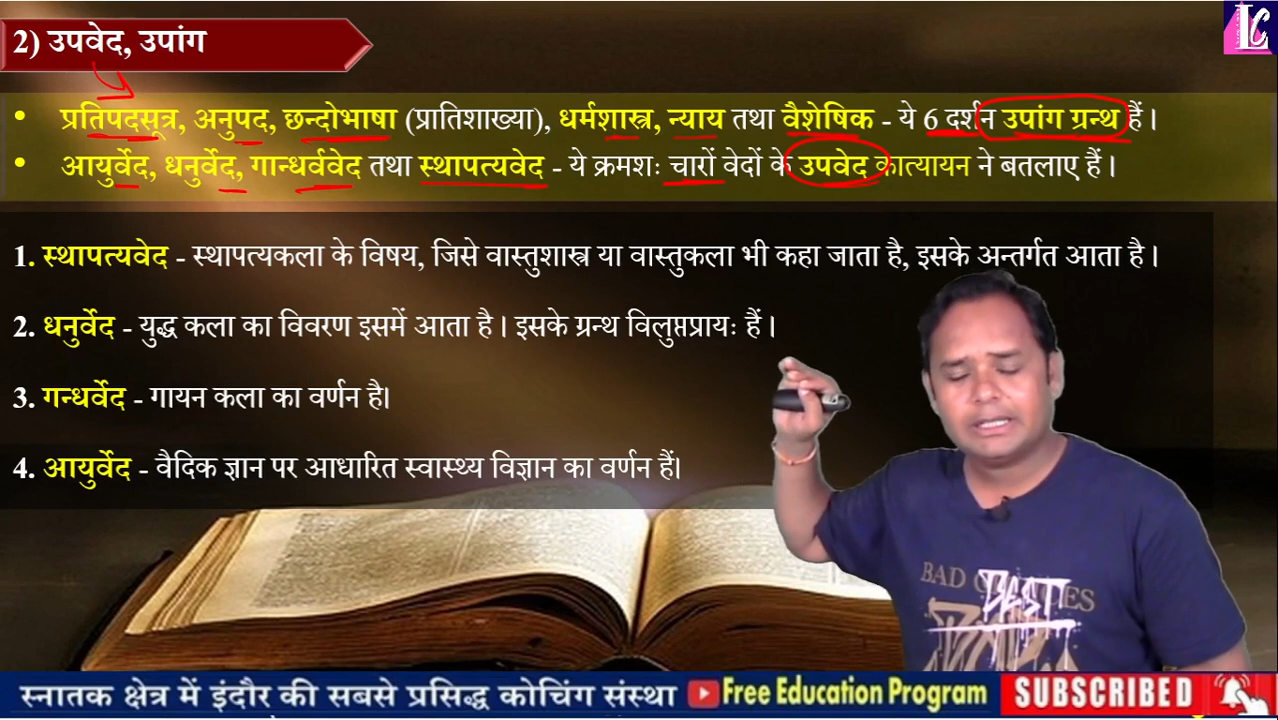 LC
2) उपवेद, उपांग
• प्रतिपदसूत्र, अनुपद, छन्दोभाषा (प्रातिशाख्या), धर्मशास्त्र, न्याय तथा वैशेषिक - ये 6 दर्शन उपांग ग्रन्थ हैं।
• आयुर्वेद, धनुर्वेद, गान्धर्ववेद तथा स्थापत्यवेद - ये क्रमशः चारों वेदों के उपवेद कात्यायन ने बतलाए हैं।
1. स्थापत्यवेद - स्थापत्यकला के विषय, जिसे वास्तुशास्त्र या वास्तुकला भी कहा जाता है, इसके अन्तर्गत आता है।
2. धनुर्वेद - युद्ध कला का विवरण इसमें आता है। इसके ग्रन्थ विलुप्तप्रायः हैं।
3. गन्धर्वेद - गायन कला का वर्णन है।
4. आयुर्वेद - वैदिक ज्ञान पर आधारित स्वास्थ्य विज्ञान का वर्णन हैं।
BAD
BEST
स्नातक क्षेत्र में इंदौर की सबसे प्रसिद्ध कोचिंग संस्था Free Education Program SUBSCRIBED